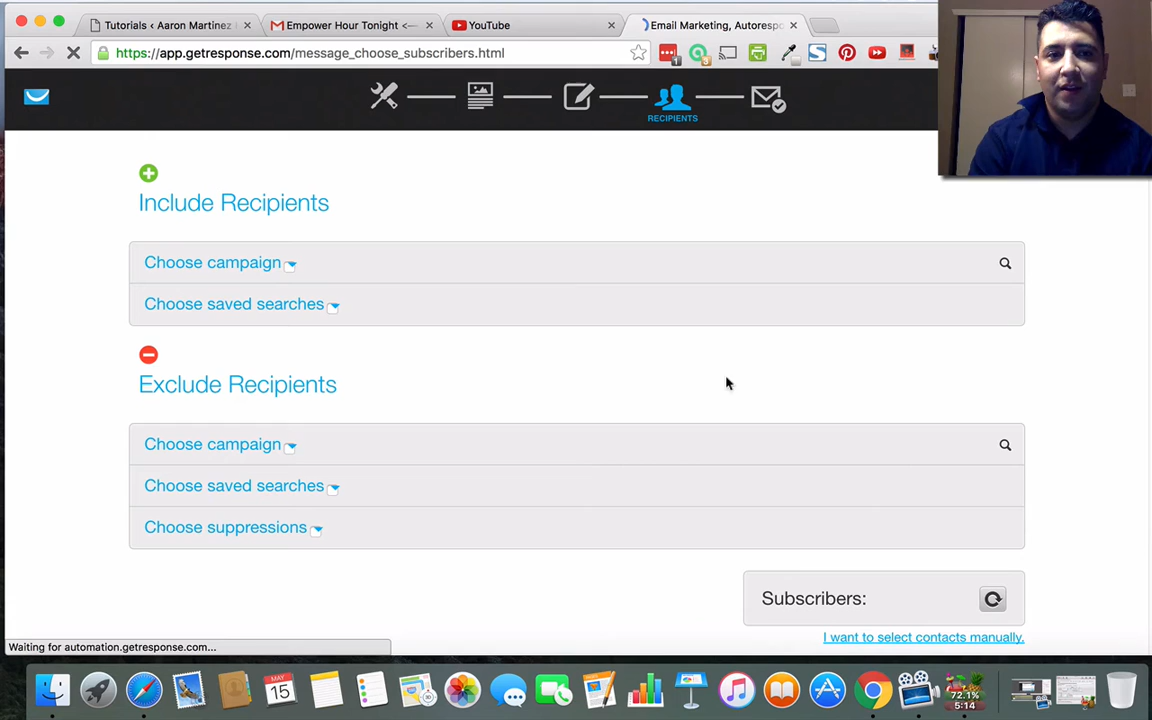 Tutorials ‹ Aaron Martinez
Empower Hour Tonight <--
YouTube
Email Marketing, Autorespo
https://app.getresponse.com/message_choose_subscribers.html
RECIPIENTS
Include Recipients
Choose campaign
Choose saved searches
Exclude Recipients
Choose campaign
Choose saved searches
Choose suppressions
Subscribers:
I want to select contacts manually.
Waiting for automation.getresponse.com...
MAY
15
72.1%
5:14